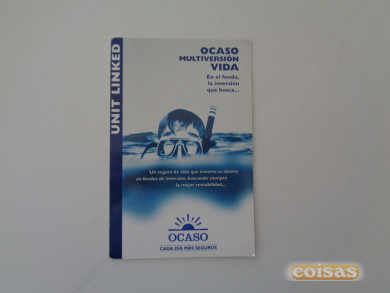 UNIT LINKED
OCASO
MULTIVERSIÓN
VIDA
En el fondo,
la inversión
que busca...
Un seguro de vida que invierte su dinero
en fondos de inversión, buscando siempre
la mejor rentabilidad...
OCASO
CADA DÍA MÁS SEGUROS
coisas